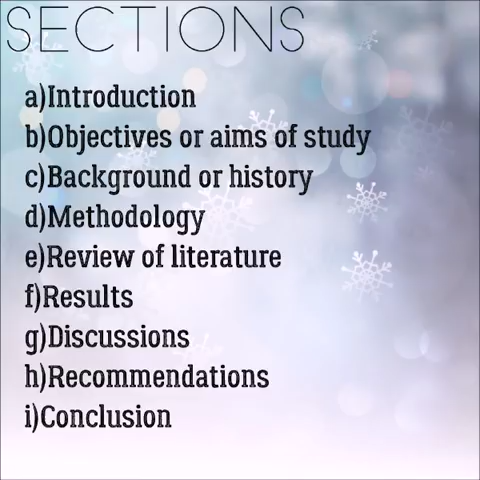 SECTIONS
a)Introduction
b)Objectives or aims of study
c)Background or history
d)Methodology
e)Review of literature
f)Results
g)Discussions
h)Recommendations
i)Conclusion